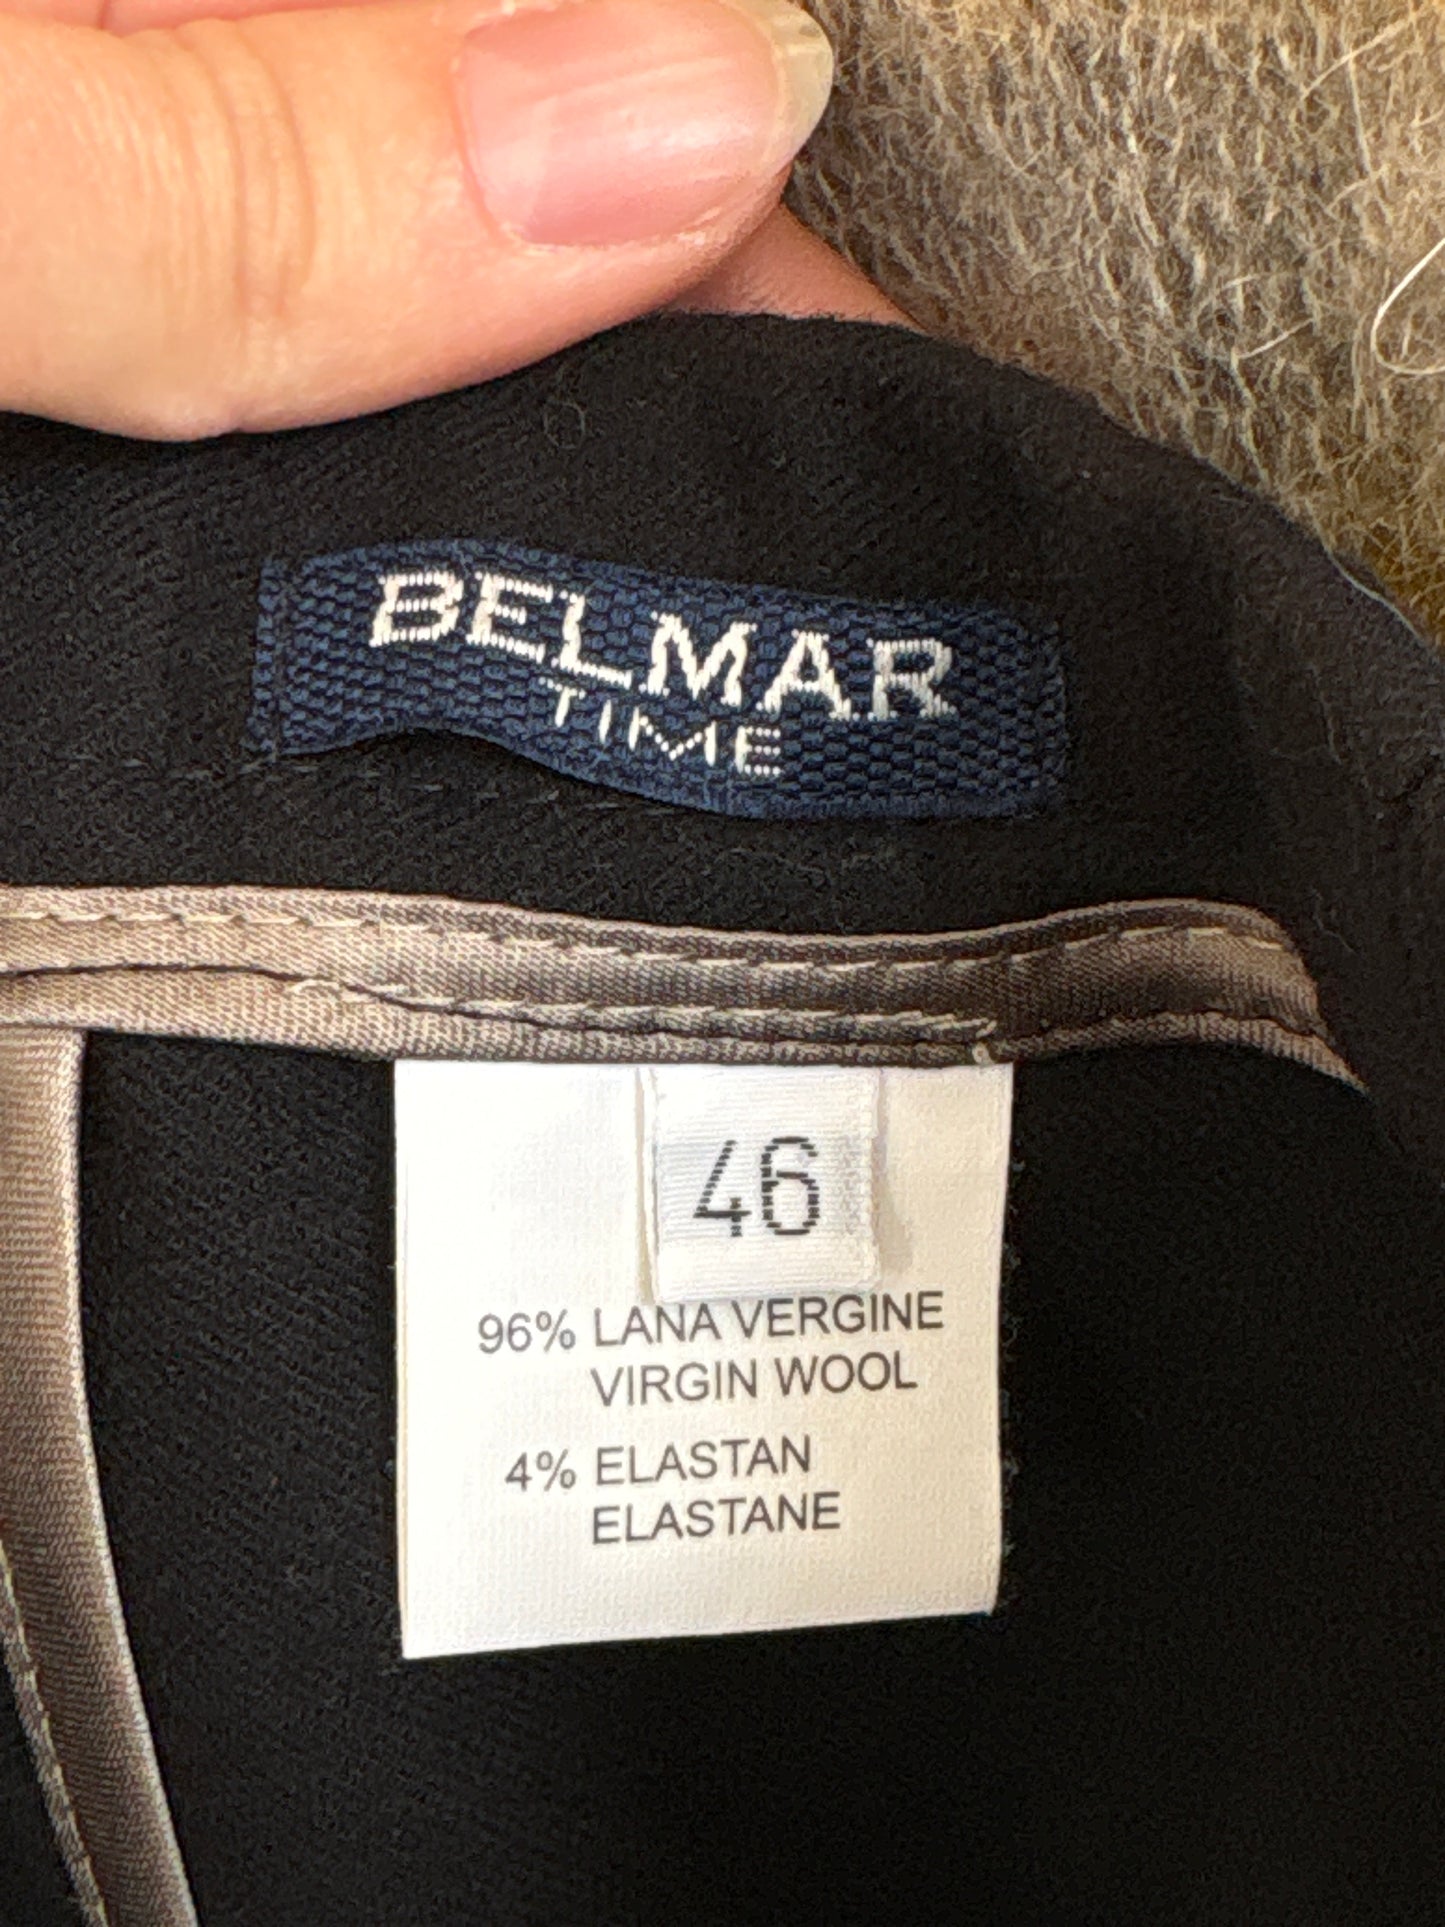 BELMAR
TIME
46
96% LANA VERGINE
VIRGIN WOOL
4% ELASTAN
ELASTANE